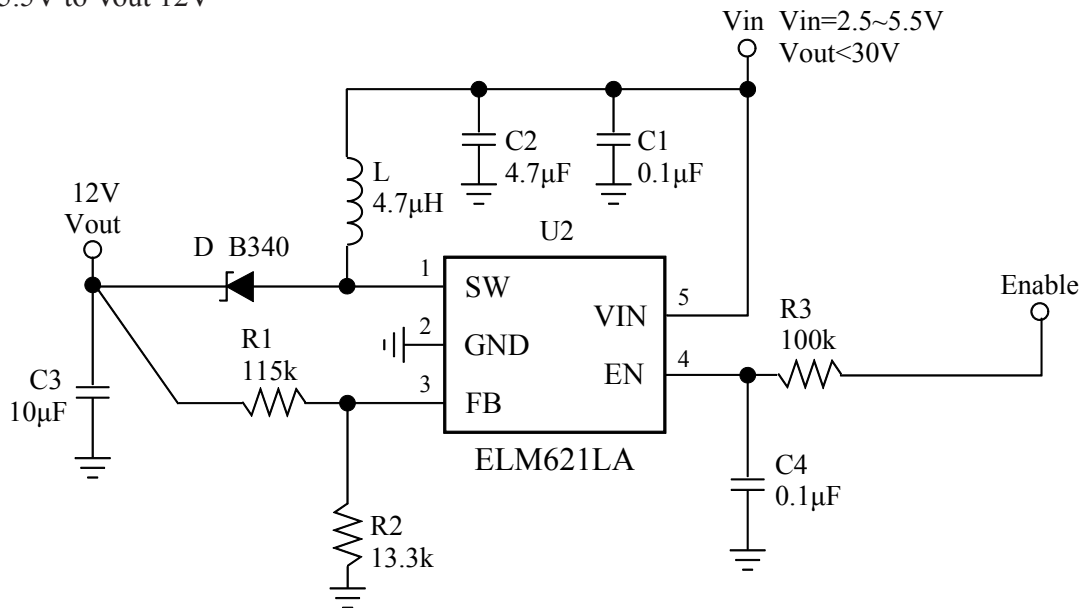 5.5V to Vout 12V
Vin Vin=2.5~5.5V
Vout<30V
C2
4.7μF
C1
0.1μF
L
4.7μH
12V
Vout
U2
D B340
1
SW
5
VIN
Enable
R3
100k
2
GND
4
EN
R1
115k
3
FB
C3
10μF
ELM621LA
C4
0.1μF
R2
13.3k